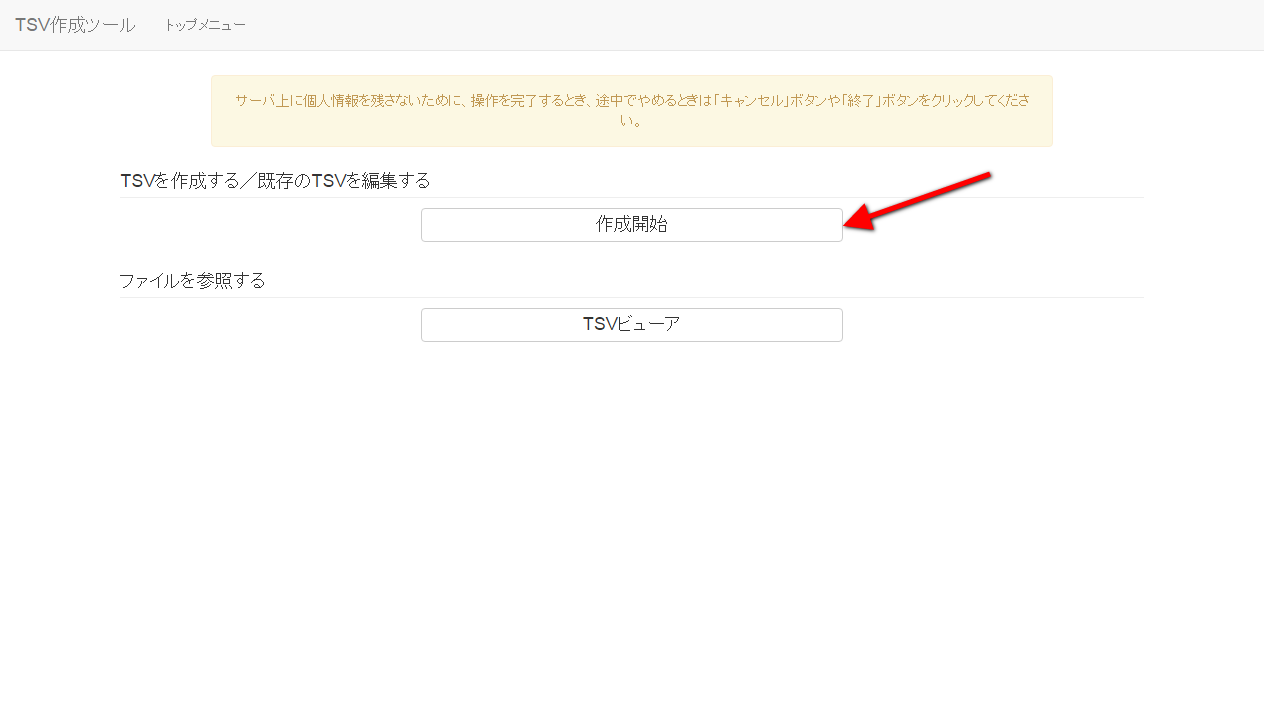 TSV作成ツール トップメニュー
サーバ上に個人情報を残さないために、操作を完了するとき、途中でやめるときは「キャンセル」ボタンや「終了」ボタンをクリックしてくださ
い。
TSVを作成する／既存のTSVを編集する
作成開始
ファイルを参照する
TSVビューア